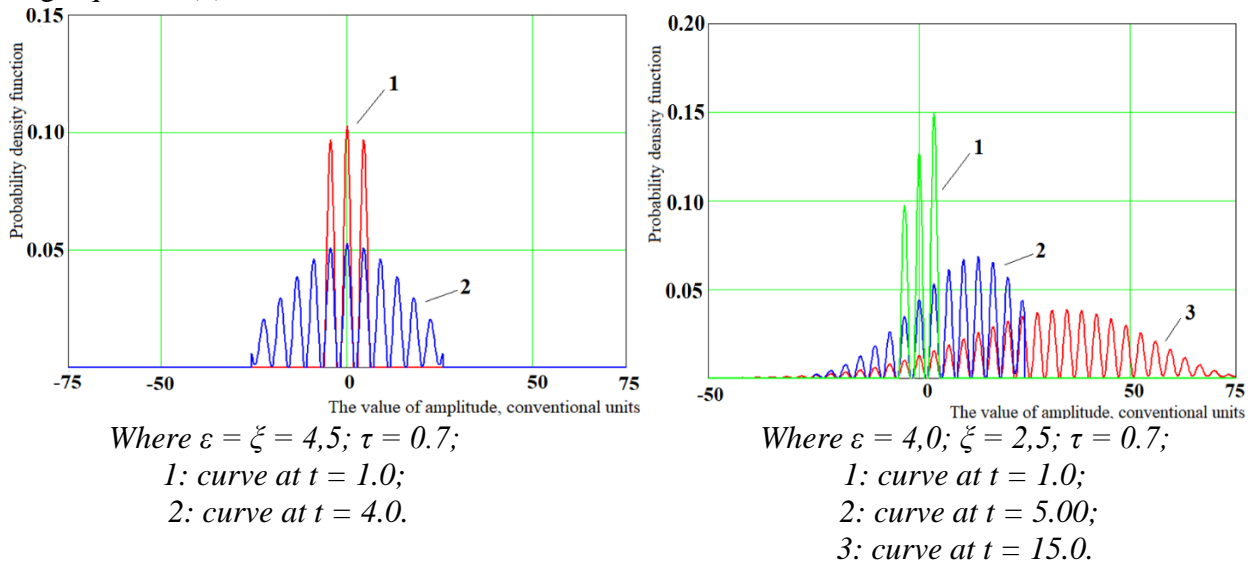 0.15
Probability density function
1
0.10
0.05
2
-75
-50
0
50
75
The value of amplitude, conventional units
Where ε = ξ = 4,5; τ = 0.7;
1: curve at t = 1.0;
2: curve at t = 4.0.
0.20
Probability density function
0.15
1
0.10
2
0.05
3
-50
0
50
75
The value of amplitude, conventional units
Where ε = 4,0; ξ = 2,5; τ = 0.7;
1: curve at t = 1.0;
2: curve at t = 5.00;
3: curve at t = 15.0.